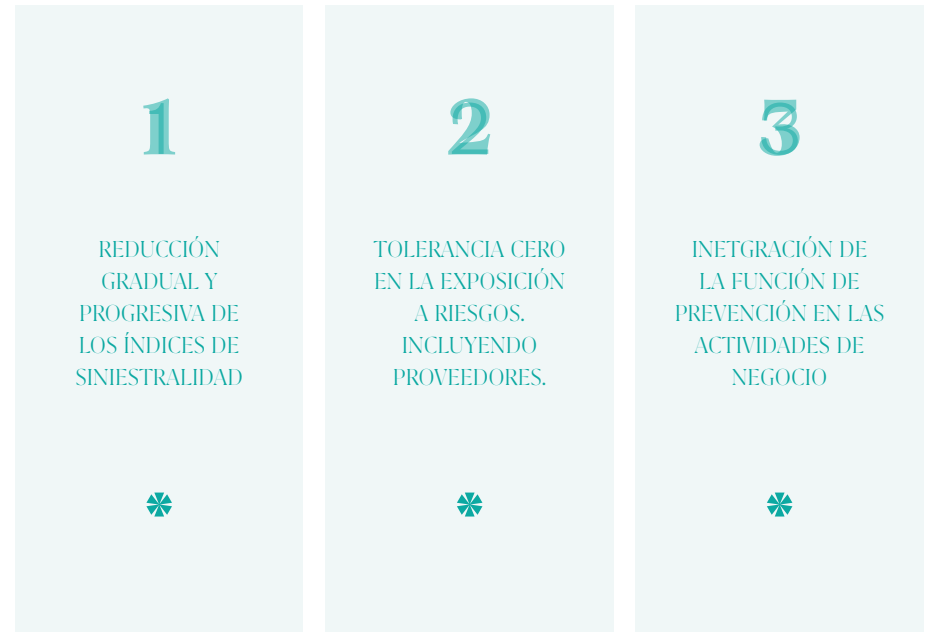 1
REDUCCIÓN
GRADUAL Y
PROGRESIVA DE
LOS ÍNDICES DE
SINIESTRALIDAD
2
TOLERANCIA CERO
EN LA EXPOSICIÓN
A RIESGOS.
INCLUYENDO
PROVEEDORES.
3
INETGRACIÓN DE
LA FUNCIÓN DE
PREVENCIÓN EN LAS
ACTIVIDADES DE
NEGOCIO